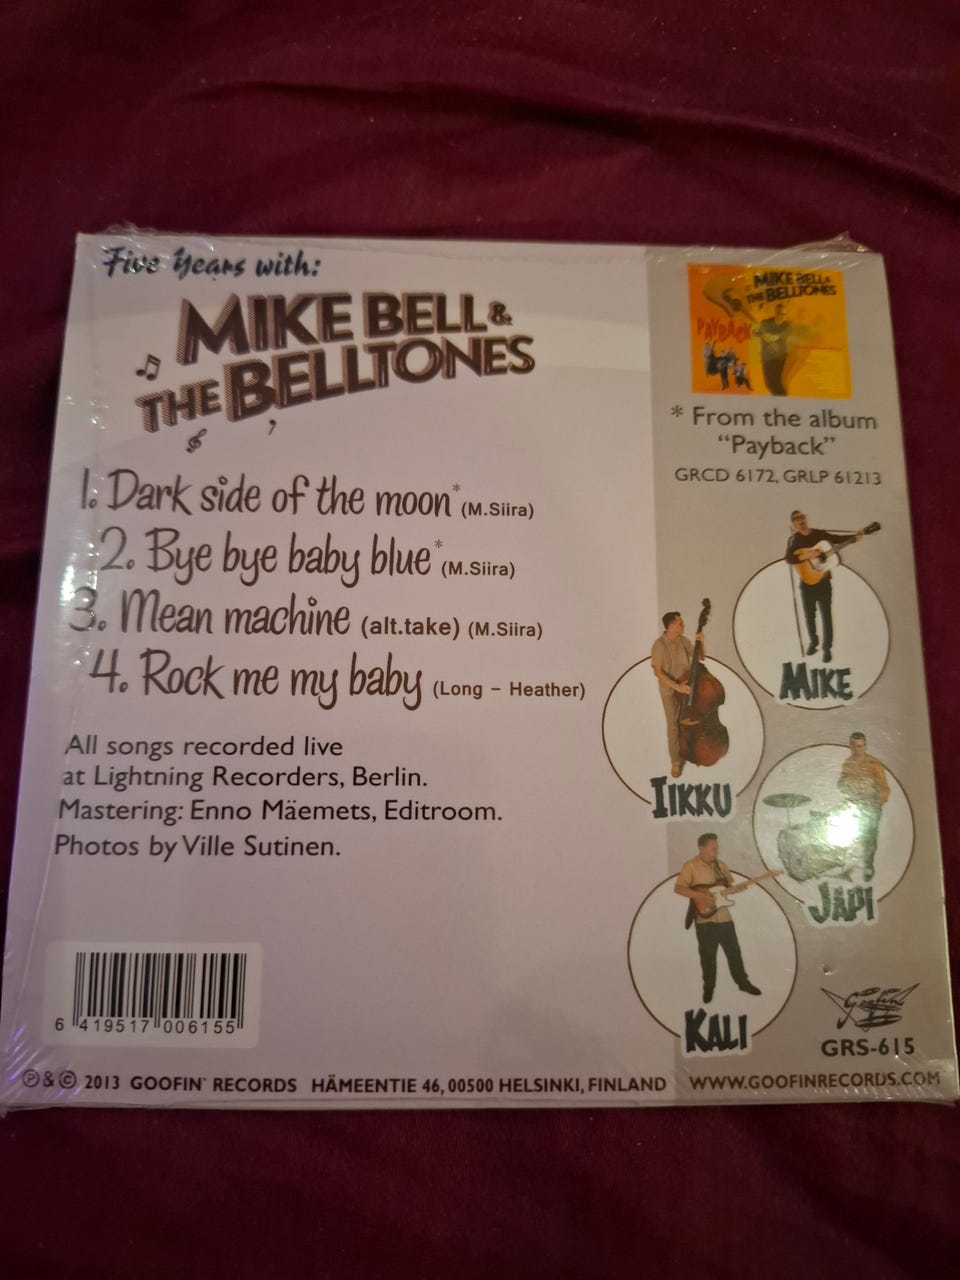 Five Years with:
MIKE BELL &
THE BELLTONES
1. Dark side of the moon* (M.Siira)
2. Bye bye baby blue* (M.Siira)
3. Mean machine (alt.take) (M.Siira)
4. Rock me my baby (Long - Heather)
All songs recorded live
at Lightning Recorders, Berlin.
Mastering: Enno Mäemets, Editroom.
Photos by Ville Sutinen.
MIKE BELL &
THE BELLTONES
PAYBACK
* From the album
"Payback"
GRCD 6172, GRLP 61213
MIKE
IIKKU
JAPI
KALI
Goofin'
GRS-615
6 419517 006155
Ⓟ & © 2013 GOOFIN' RECORDS HÄMEENTIE 46, 00500 HELSINKI, FINLAND WWW.GOOFINRECORDS.COM